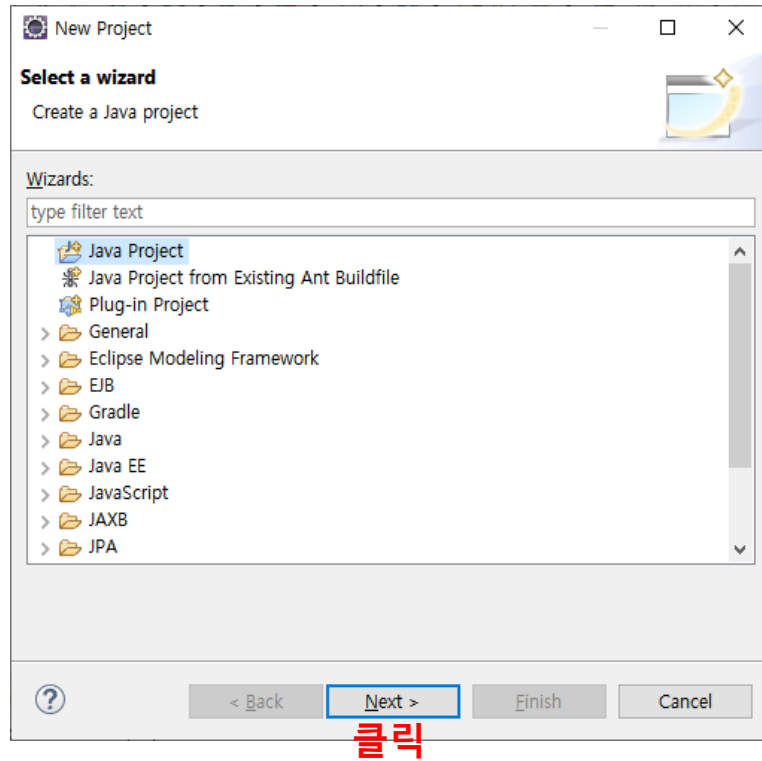 New Project
Select a wizard
Create a Java project
Wizards:
type filter text
Java Project
Java Project from Existing Ant Buildfile
Plug-in Project
General
Eclipse Modeling Framework
EJB
Gradle
Java
Java EE
JavaScript
JAXB
JPA
? < Back Next > Finish Cancel
클릭